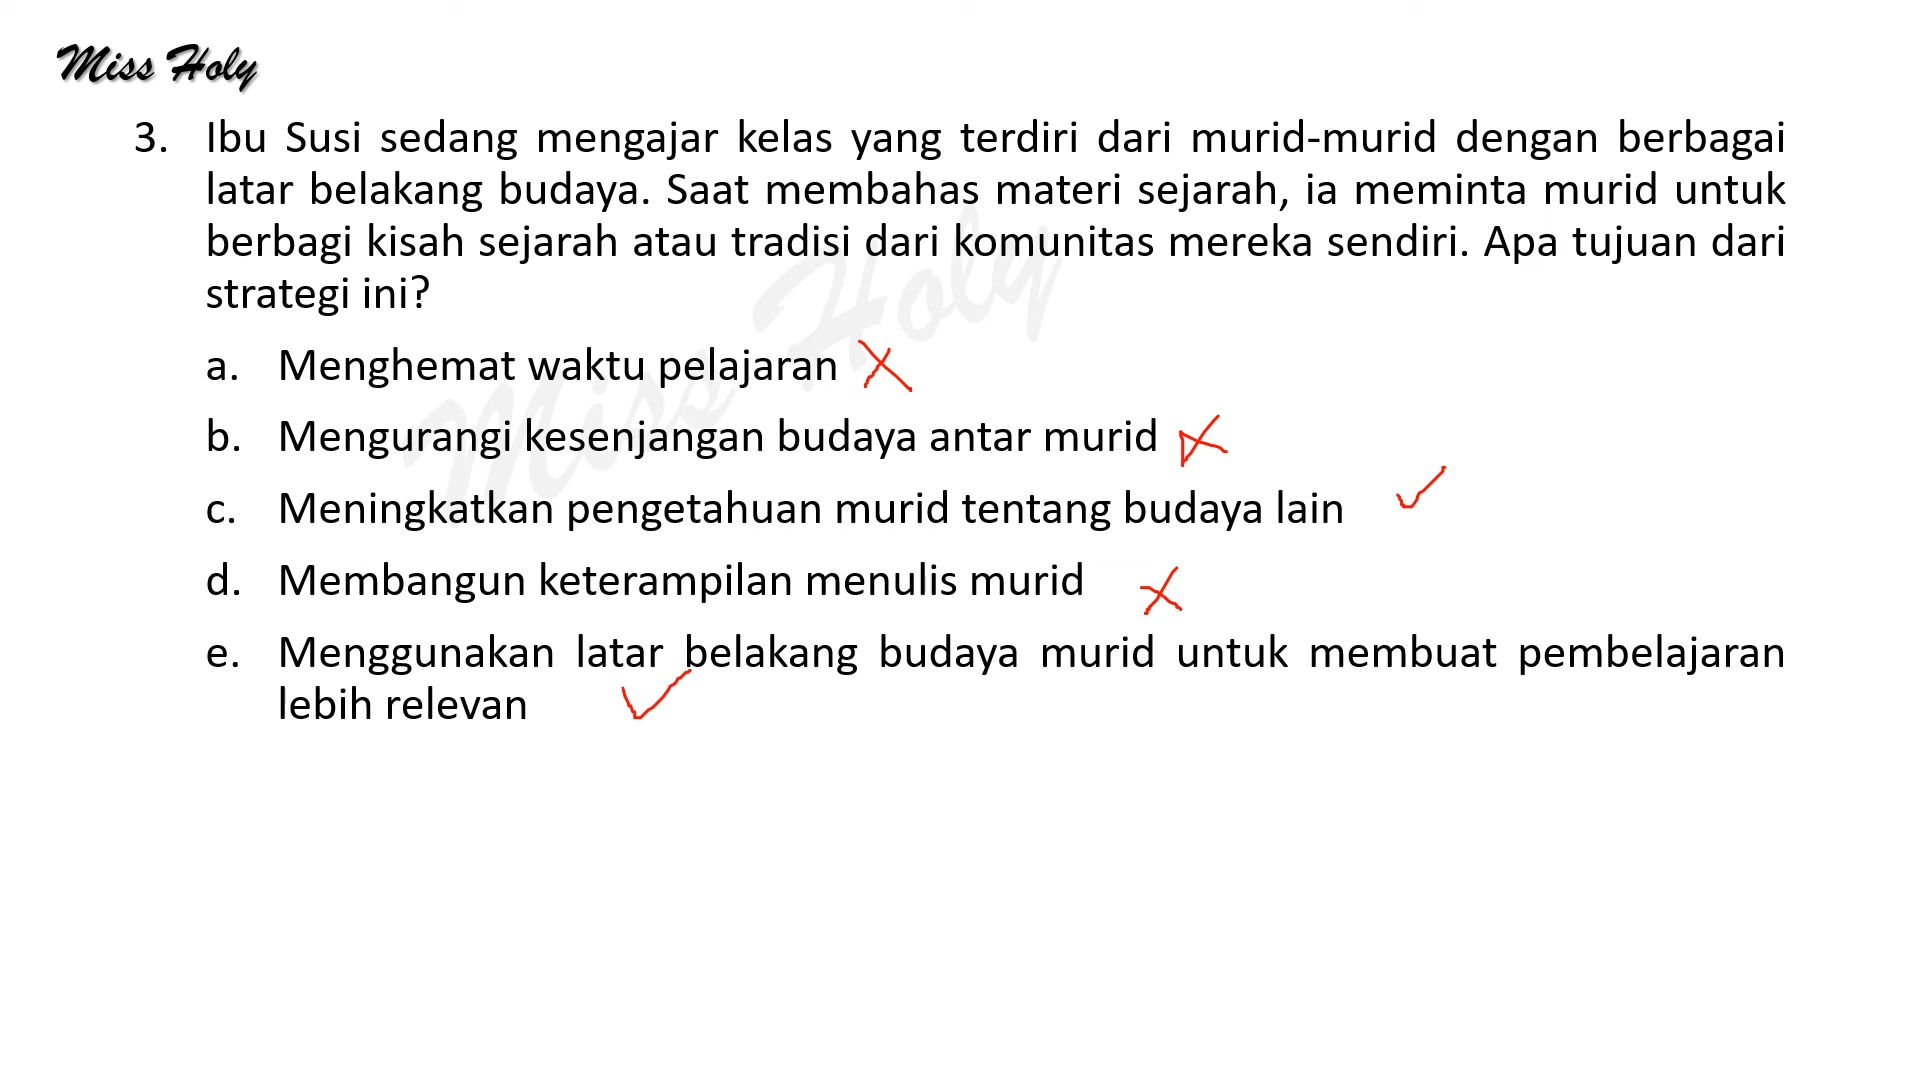 Miss Holy
3. Ibu Susi sedang mengajar kelas yang terdiri dari murid-murid dengan berbagai
latar belakang budaya. Saat membahas materi sejarah, ia meminta murid untuk
berbagi kisah sejarah atau tradisi dari komunitas mereka sendiri. Apa tujuan dari
strategi ini?
a. Menghemat waktu pelajaran
b. Mengurangi kesenjangan budaya antar murid
c. Meningkatkan pengetahuan murid tentang budaya lain
d. Membangun keterampilan menulis murid
e. Menggunakan latar belakang budaya murid untuk membuat pembelajaran
lebih relevan
Miss Holy